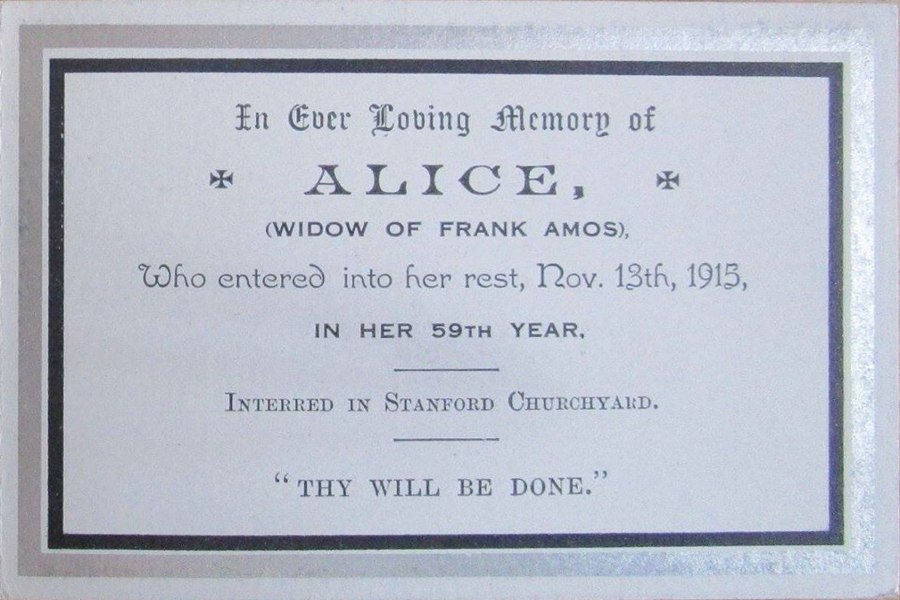 In Ever Loving Memory of
✠ ALICE, ✠
(WIDOW OF FRANK AMOS),
Who entered into her rest, Nov. 13th, 1915,
IN HER 59TH YEAR,
INTERRED IN STANFORD CHURCHYARD.
"THY WILL BE DONE."